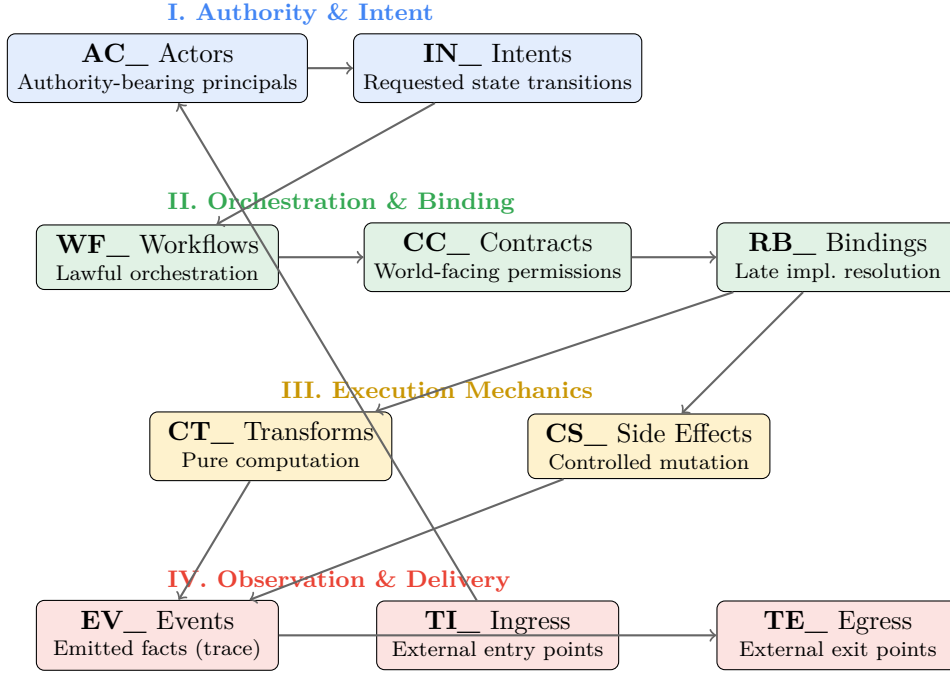 I. Authority & Intent
AC_ Actors
Authority-bearing principals
IN_ Intents
Requested state transitions
II. Orchestration & Binding
WF_ Workflows
Lawful orchestration
CC_ Contracts
World-facing permissions
RB_ Bindings
Late impl. resolution
III. Execution Mechanics
CT_ Transforms
Pure computation
CS_ Side Effects
Controlled mutation
IV. Observation & Delivery
EV_ Events
Emitted facts (trace)
TI_ Ingress
External entry points
TE_ Egress
External exit points